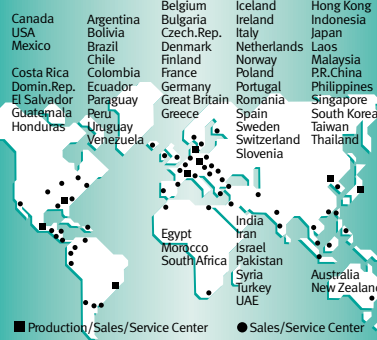 Canada
USA
Mexico
Costa Rica
Domin.Rep.
El Salvador
Guatemala
Honduras
Argentina
Bolivia
Brazil
Chile
Colombia
Ecuador
Paraguay
Peru
Uruguay
Venezuela
Belgium
Bulgaria
Czech.Rep.
Denmark
Finland
France
Germany
Great Britain
Greece
Iceland
Ireland
Italy
Netherlands
Norway
Poland
Portugal
Romania
Spain
Sweden
Switzerland
Slovenia
Hong Kong
Indonesia
Japan
Laos
Malaysia
P.R.China
Philippines
Singapore
South Korea
Taiwan
Thailand
Egypt
Morocco
South Africa
India
Iran
Israel
Pakistan
Syria
Turkey
UAE
Australia
New Zealand
Production/Sales/Service Center
Sales/Service Center